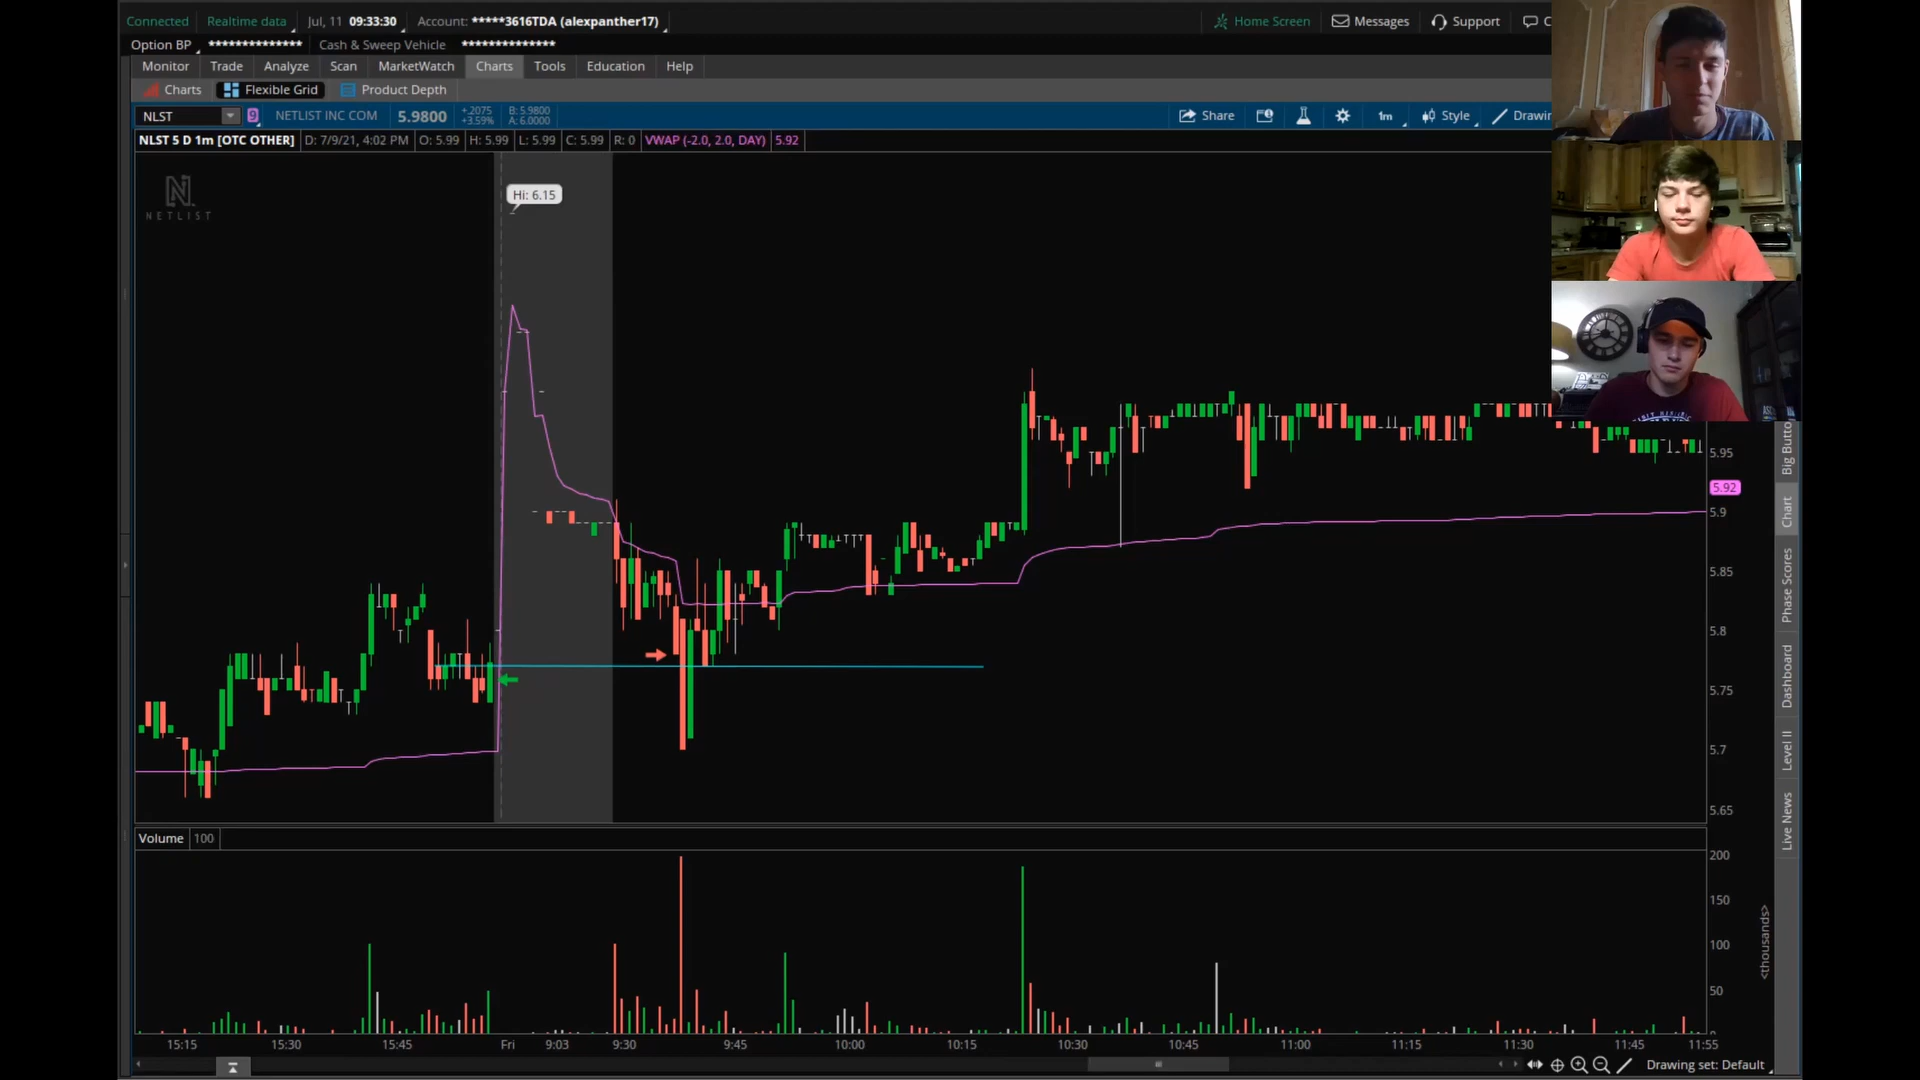 Connected Realtime data Jul, 11 09:33:30 Account: *****3616TDA (alexpanther17) Home Screen Messages Support C
Option BP ************** Cash & Sweep Vehicle **************
Monitor Trade Analyze Scan MarketWatch Charts Tools Education Help
Charts Flexible Grid Product Depth
NLST 9 NETLIST INC COM 5.9800 +.2075 +3.59% B: 5.9800 A: 6.0000 Share 1m Style Drawin
NLST 5 D 1m [OTC OTHER] D: 7/9/21, 4:02 PM O: 5.99 H: 5.99 L: 5.99 C: 5.99 R: 0 VWAP (-2.0, 2.0, DAY) 5.92
N
NETLIST
Hi: 6.15
5.95
5.92
5.9
5.85
5.8
5.75
5.7
5.65
Big Butto
Chart
Phase Scores
Dashboard
Level II
Live News
Volume 100
200
150
100
50
0
<thousands>
15:15 15:30 15:45 Fri 9:03 9:30 9:45 10:00 10:15 10:30 10:45 11:00 11:15 11:30 11:45 11:55
Drawing set: Default